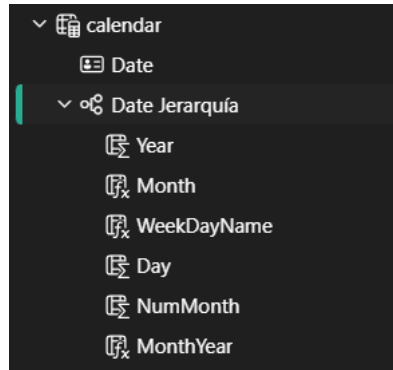 calendar
Date
Date Jerarquía
Year
Month
WeekDayName
Day
NumMonth
MonthYear